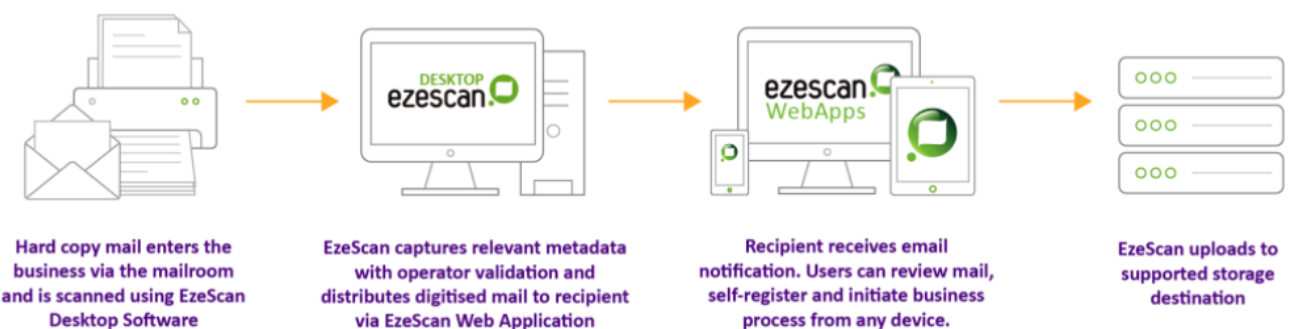 DESKTOP
ezescan
ezescan
WebApps
Hard copy mail enters the
business via the mailroom
and is scanned using EzeScan
Desktop Software
EzeScan captures relevant metadata
with operator validation and
distributes digitised mail to recipient
via EzeScan Web Application
Recipient receives email
notification. Users can review mail,
self-register and initiate business
process from any device.
EzeScan uploads to
supported storage
destination